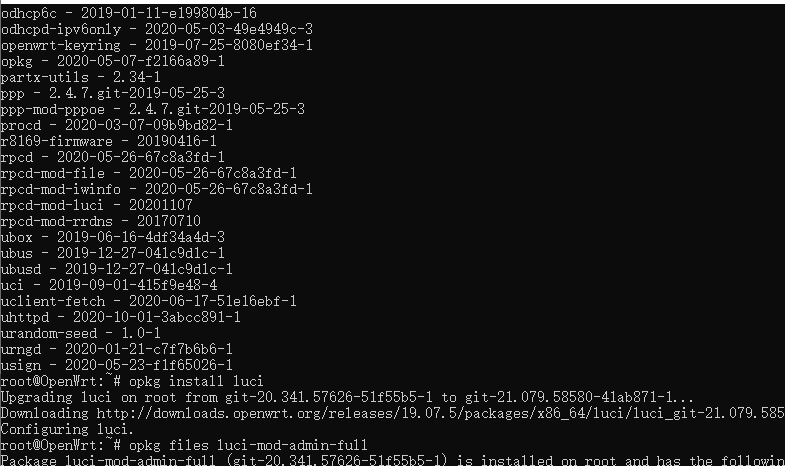 odhcp6c - 2019-01-11-e199804b-16
odhcpd-ipv6only - 2020-05-03-49e4949c-3
openwrt-keyring - 2019-07-25-8080ef34-1
opkg - 2020-05-07-f2166a89-1
partx-utils - 2.34-1
ppp - 2.4.7.git-2019-05-25-3
ppp-mod-pppoe - 2.4.7.git-2019-05-25-3
procd - 2020-03-07-09b9bd82-1
r8169-firmware - 20190416-1
rpcd - 2020-05-26-67c8a3fd-1
rpcd-mod-file - 2020-05-26-67c8a3fd-1
rpcd-mod-iwinfo - 2020-05-26-67c8a3fd-1
rpcd-mod-luci - 20201107
rpcd-mod-rrdns - 20170710
ubox - 2019-06-16-4df34a4d-3
ubus - 2019-12-27-041c9d1c-1
ubusd - 2019-12-27-041c9d1c-1
uci - 2019-09-01-415f9e48-4
uclient-fetch - 2020-06-17-51e16ebf-1
uhttpd - 2020-10-01-3abcc891-1
urandom-seed - 1.0-1
urngd - 2020-01-21-c7f7b6b6-1
usign - 2020-05-23-f1f65026-1
root@OpenWrt:~# opkg install luci
Upgrading luci on root from git-20.341.57626-51f55b5-1 to git-21.079.58580-41ab871-1...
Downloading http://downloads.openwrt.org/releases/19.07.5/packages/x86_64/luci/luci_git-21.079.585
Configuring luci.
root@OpenWrt:~# opkg files luci-mod-admin-full
Package luci-mod-admin-full (git-20.341.57626-51f55b5-1) is installed on root and has the followin